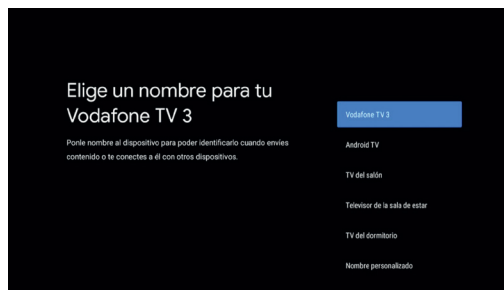 Elige un nombre para tu
Vodafone TV 3
Ponle nombre al dispositivo para poder identificarlo cuando envíes
contenido o te conectes a él con otros dispositivos.
Vodafone TV 3
Android TV
TV del salón
Televisor de la sala de estar
TV del dormitorio
Nombre personalizado